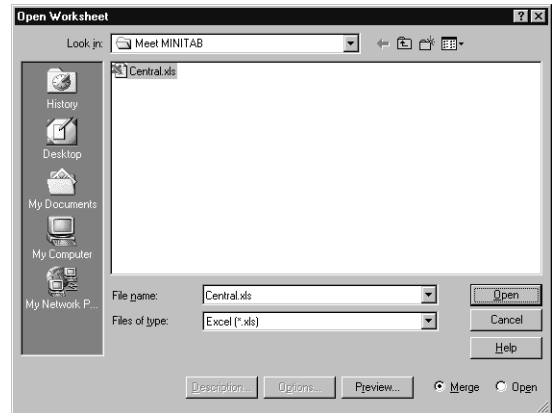 Open Worksheet
Look in: Meet MINITAB
Central.xls
History
Desktop
My Documents
My Computer
My Network P...
File name: Central.xls Open
Files of type: Excel (*.xls) Cancel
Help
Description... Options... Preview... Merge Open